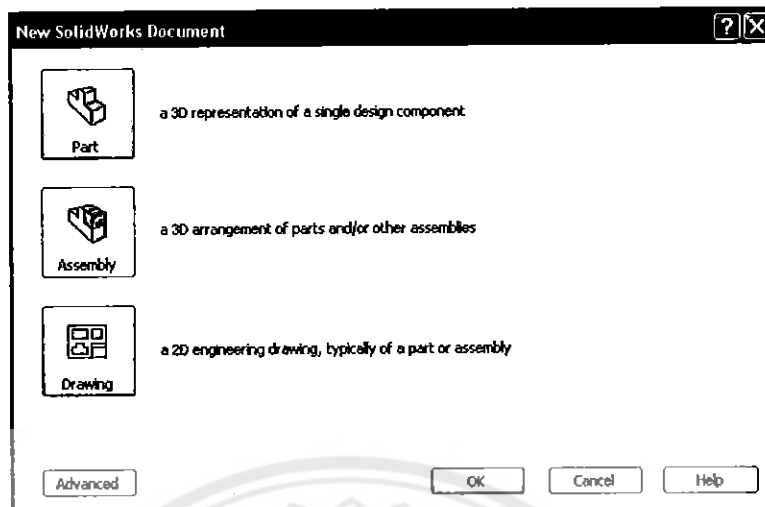 New SolidWorks Document
Part
a 3D representation of a single design component
Assembly
a 3D arrangement of parts and/or other assemblies
Drawing
a 2D engineering drawing, typically of a part or assembly
Advanced OK Cancel Help